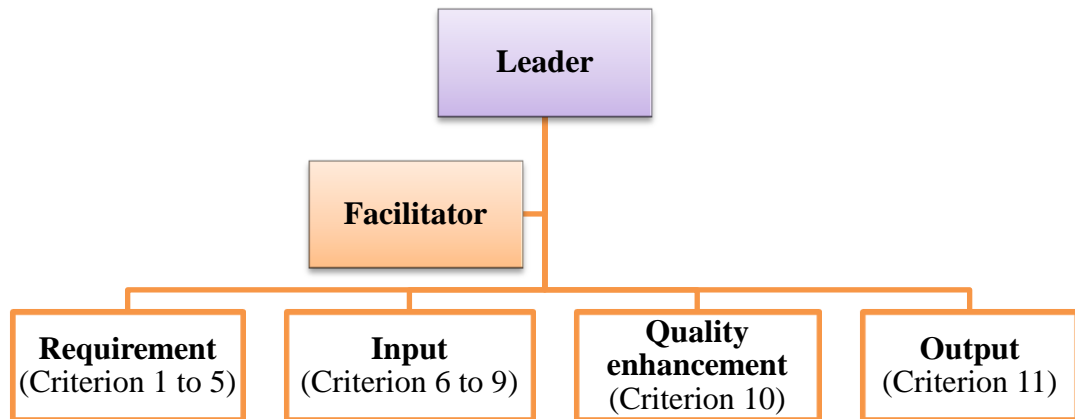 Leader
Facilitator
Requirement
(Criterion 1 to 5)
Input
(Criterion 6 to 9)
Quality
enhancement
(Criterion 10)
Output
(Criterion 11)